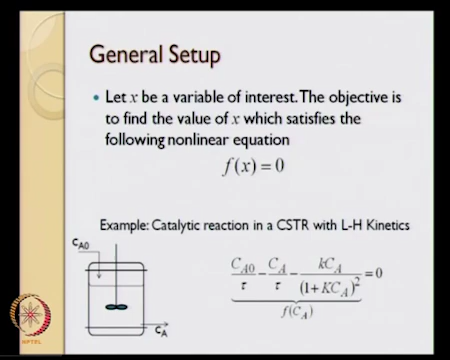 General Setup
• Let x be a variable of interest. The objective is
to find the value of x which satisfies the
following nonlinear equation
f(x) = 0
Example: Catalytic reaction in a CSTR with L-H Kinetics
C_A0
C_A0/τ - C_A/τ - kC_A/(1+KC_A)^2 = 0
f(C_A)
C_A
NPTEL